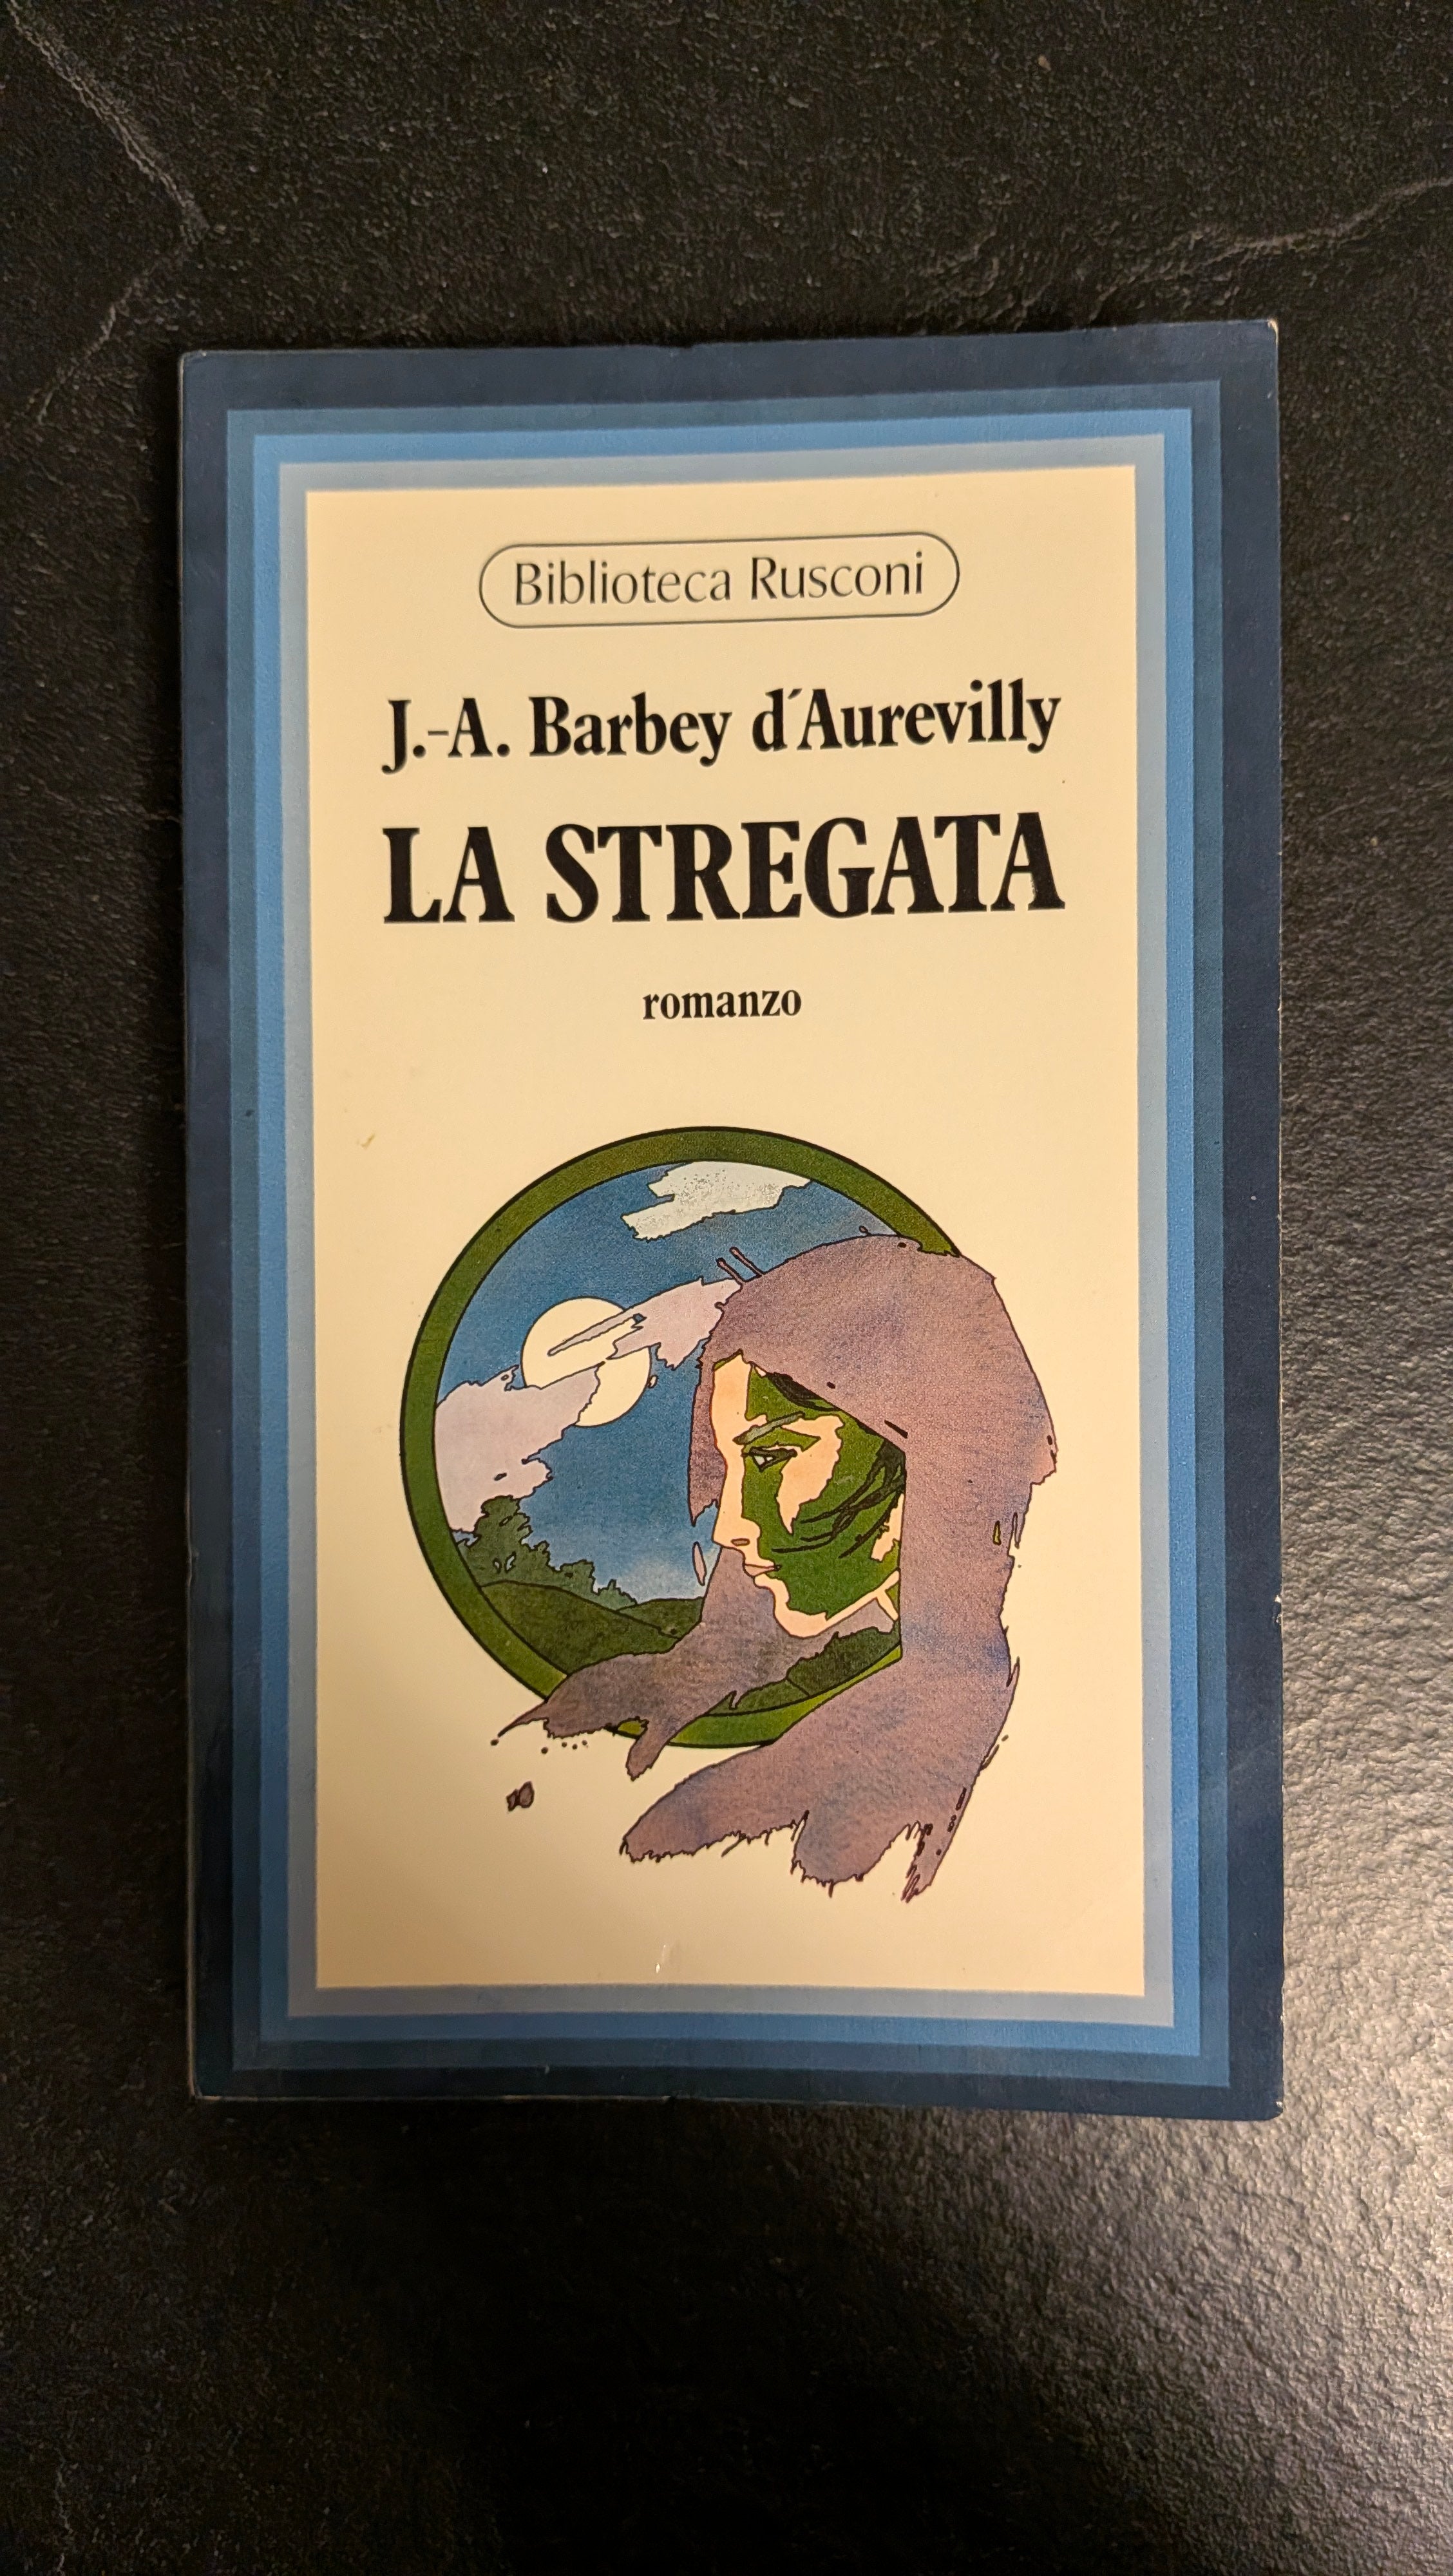 Biblioteca Rusconi
J.-A. Barbey d´Aurevilly
LA STREGATA
romanzo